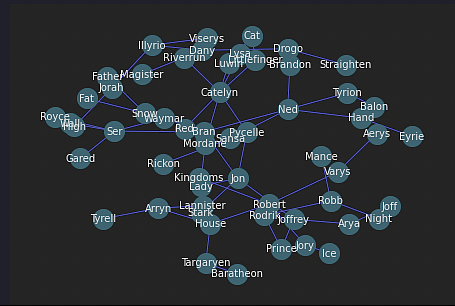 Cat
Viserys
Illyrio
Dany
Drogo
Lysa
Riverrun
Littlefinger
Luwin
Brandon
Straighten
Father
Magister
Jorah
Catelyn
Tyrion
Fat
Balon
Ned
Snow
Hand
Royce
Waymar
Wall
High
Ser
Red
Bran
Pycelle
Aerys
Eyrie
Sansa
Mordane
Gared
Mance
Rickon
Varys
Kingdoms
Jon
Lady
Robb
Lannister
Robert
Joff
Arryn
Stark
Rodrik
Tyrell
Joffrey
Night
House
Arya
Prince
Jory
Ice
Targaryen
Baratheon